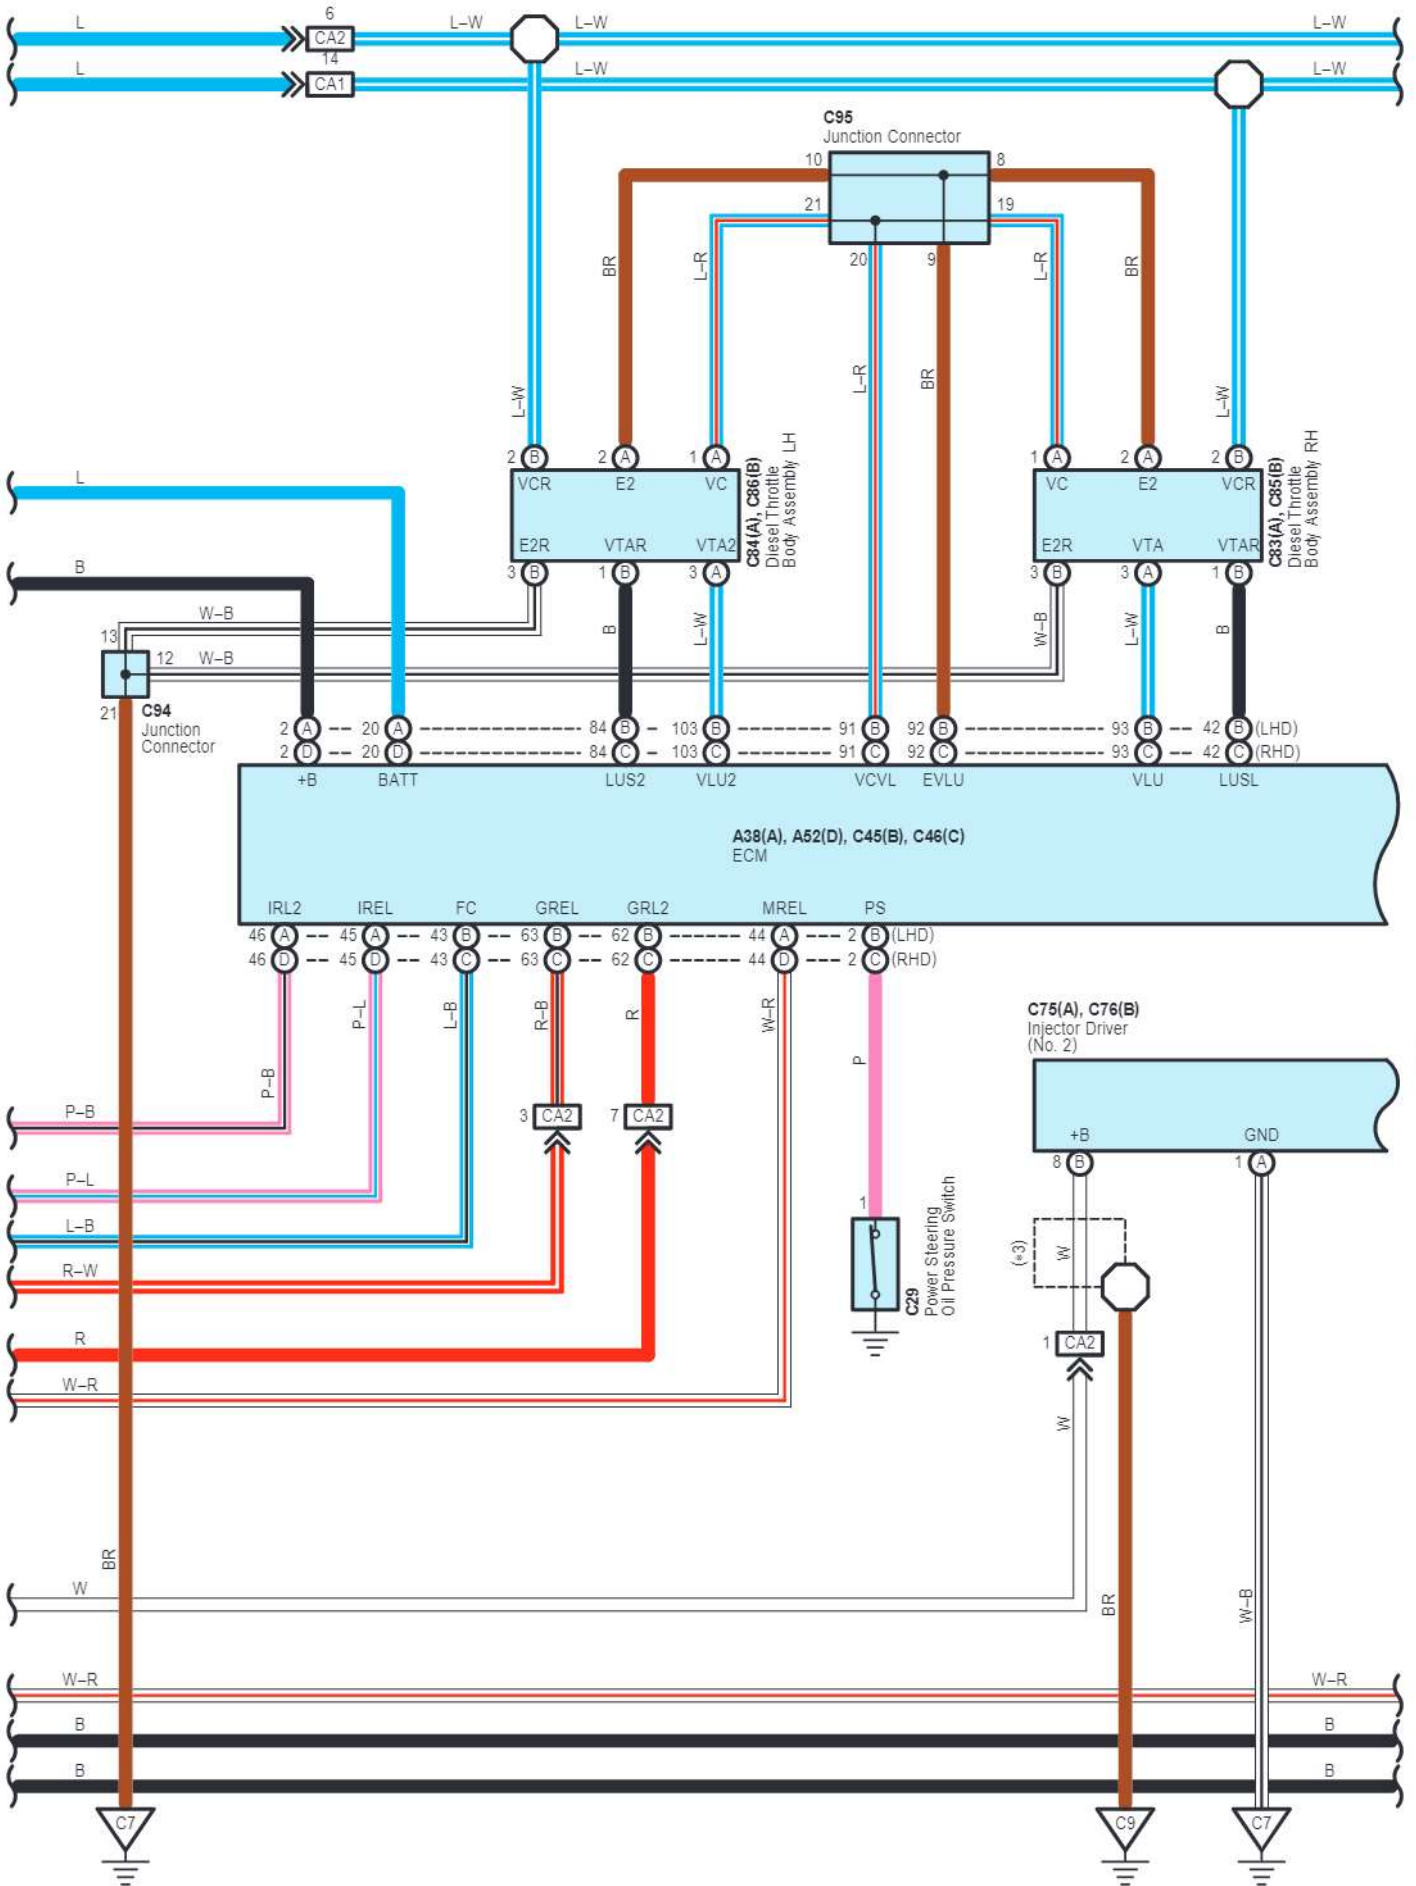 6
L L–W L–W L–W
CA2
14
L L–W L–W
CA1
C95
Junction Connector
10 8
21 19
20 9
BR L–R L–R BR
L–R BR
L–W L–W
2 B 2 A 1 A 1 A 2 A 2 B
VCR E2 VC VC E2 VCR
C84(A), C86(B)
Diesel Throttle
Body Assembly LH
C83(A), C85(B)
Diesel Throttle
Body Assembly RH
L
E2R VTAR VTA2 E2R VTA VTAR
3 B 1 B 3 A 3 B 3 A 1 B
B
W–B
13
B L–W W–B L–W B
12 W–B
21
C94
Junction
Connector
2 A 20 A 84 B 103 B 91 B 92 B 93 B 42 B (LHD)
2 D 20 D 84 C 103 C 91 C 92 C 93 C 42 C (RHD)
+B BATT LUS2 VLU2 VCVL EVLU VLU LUSL
A38(A), A52(D), C45(B), C46(C)
ECM
IRL2 IREL FC GREL GRL2 MREL PS
46 A 45 A 43 B 63 B 62 B 44 A 2 B (LHD)
46 D 45 D 43 C 63 C 62 C 44 D 2 C (RHD)
P–B P–L L–B R–B R W–R P
C75(A), C76(B)
Injector Driver
(No. 2)
P–B
3 CA2 7 CA2
+B GND
8 B 1 A
P–L
1
C29
Power Steering
Oil Pressure Switch
L–B
(*3) W
R–W
R
1 CA2
W–R
W
BR
W
BR W–B
W–R W–R
B B
B B
C7 C9 C7